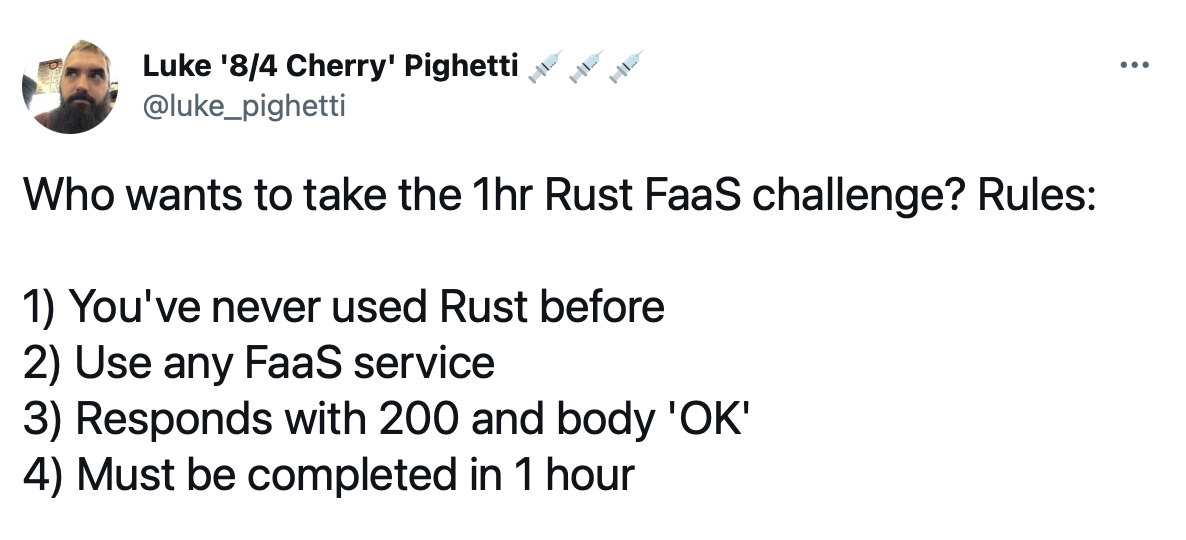 Luke '8/4 Cherry' Pighetti 💉💉💉
@luke_pighetti
Who wants to take the 1hr Rust FaaS challenge? Rules:
1) You've never used Rust before
2) Use any FaaS service
3) Responds with 200 and body 'OK'
4) Must be completed in 1 hour